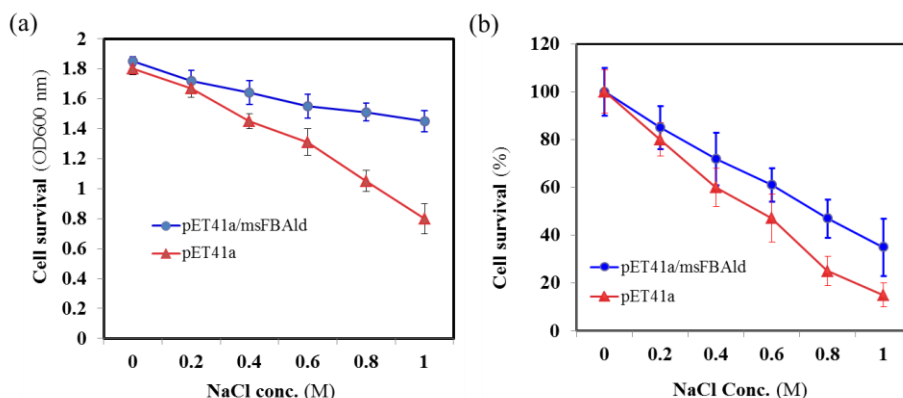 (a)
2
1.8
1.6
1.4
1.2
1
0.8
0.6
0.4
0.2
0
Cell survival (OD600 nm)
pET41a/msFBAld
pET41a
0 0.2 0.4 0.6 0.8 1
NaCl conc. (M)
(b)
120
100
80
60
40
20
0
Cell survival (%)
pET41a/msFBAld
pET41a
0 0.2 0.4 0.6 0.8 1
NaCl Conc. (M)